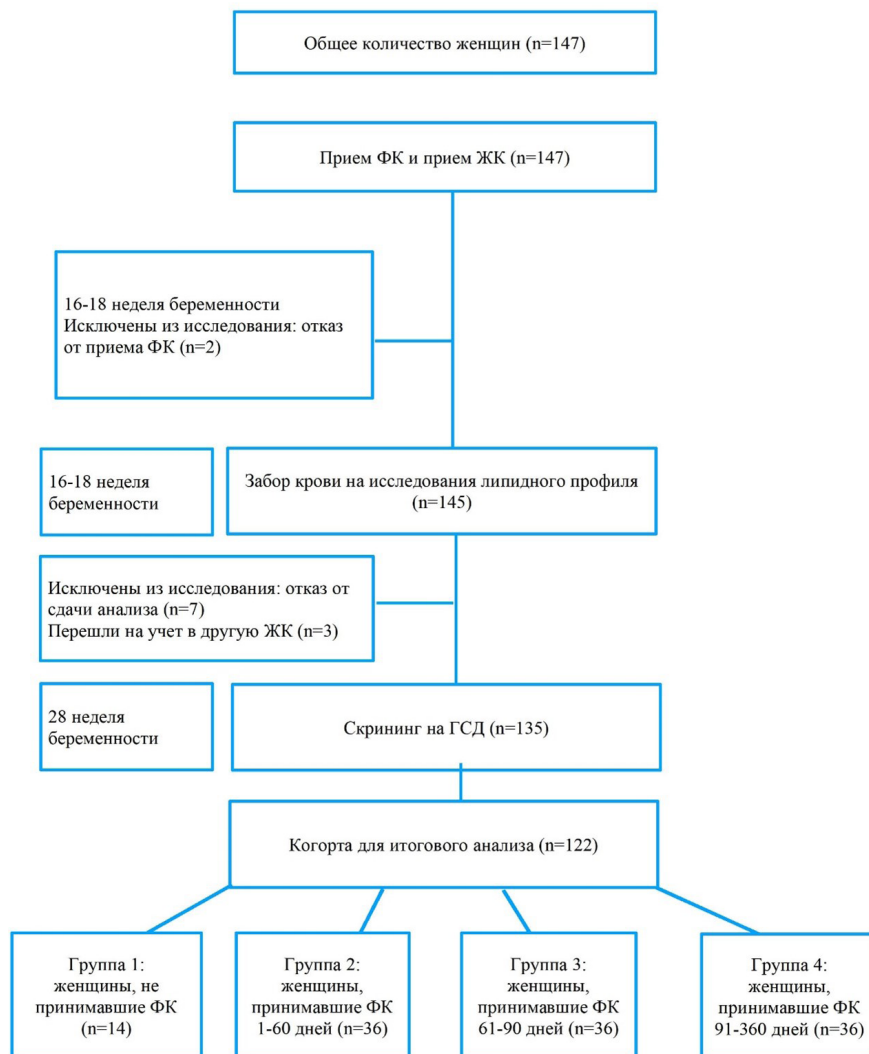 Общее количество женщин (n=147)
Прием ФК и прием ЖК (n=147)
16-18 неделя беременности
Исключены из исследования: отказ
от приема ФК (n=2)
16-18 неделя
беременности
Забор крови на исследования липидного профиля
(n=145)
Исключены из исследования: отказ от
сдачи анализа (n=7)
Перешли на учет в другую ЖК (n=3)
28 неделя
беременности
Скрининг на ГСД (n=135)
Когорта для итогового анализа (n=122)
Группа 1:
женщины, не
принимавшие ФК
(n=14)
Группа 2:
женщины,
принимавшие ФК
1-60 дней (n=36)
Группа 3:
женщины,
принимавшие ФК
61-90 дней (n=36)
Группа 4:
женщины,
принимавшие ФК
91-360 дней (n=36)